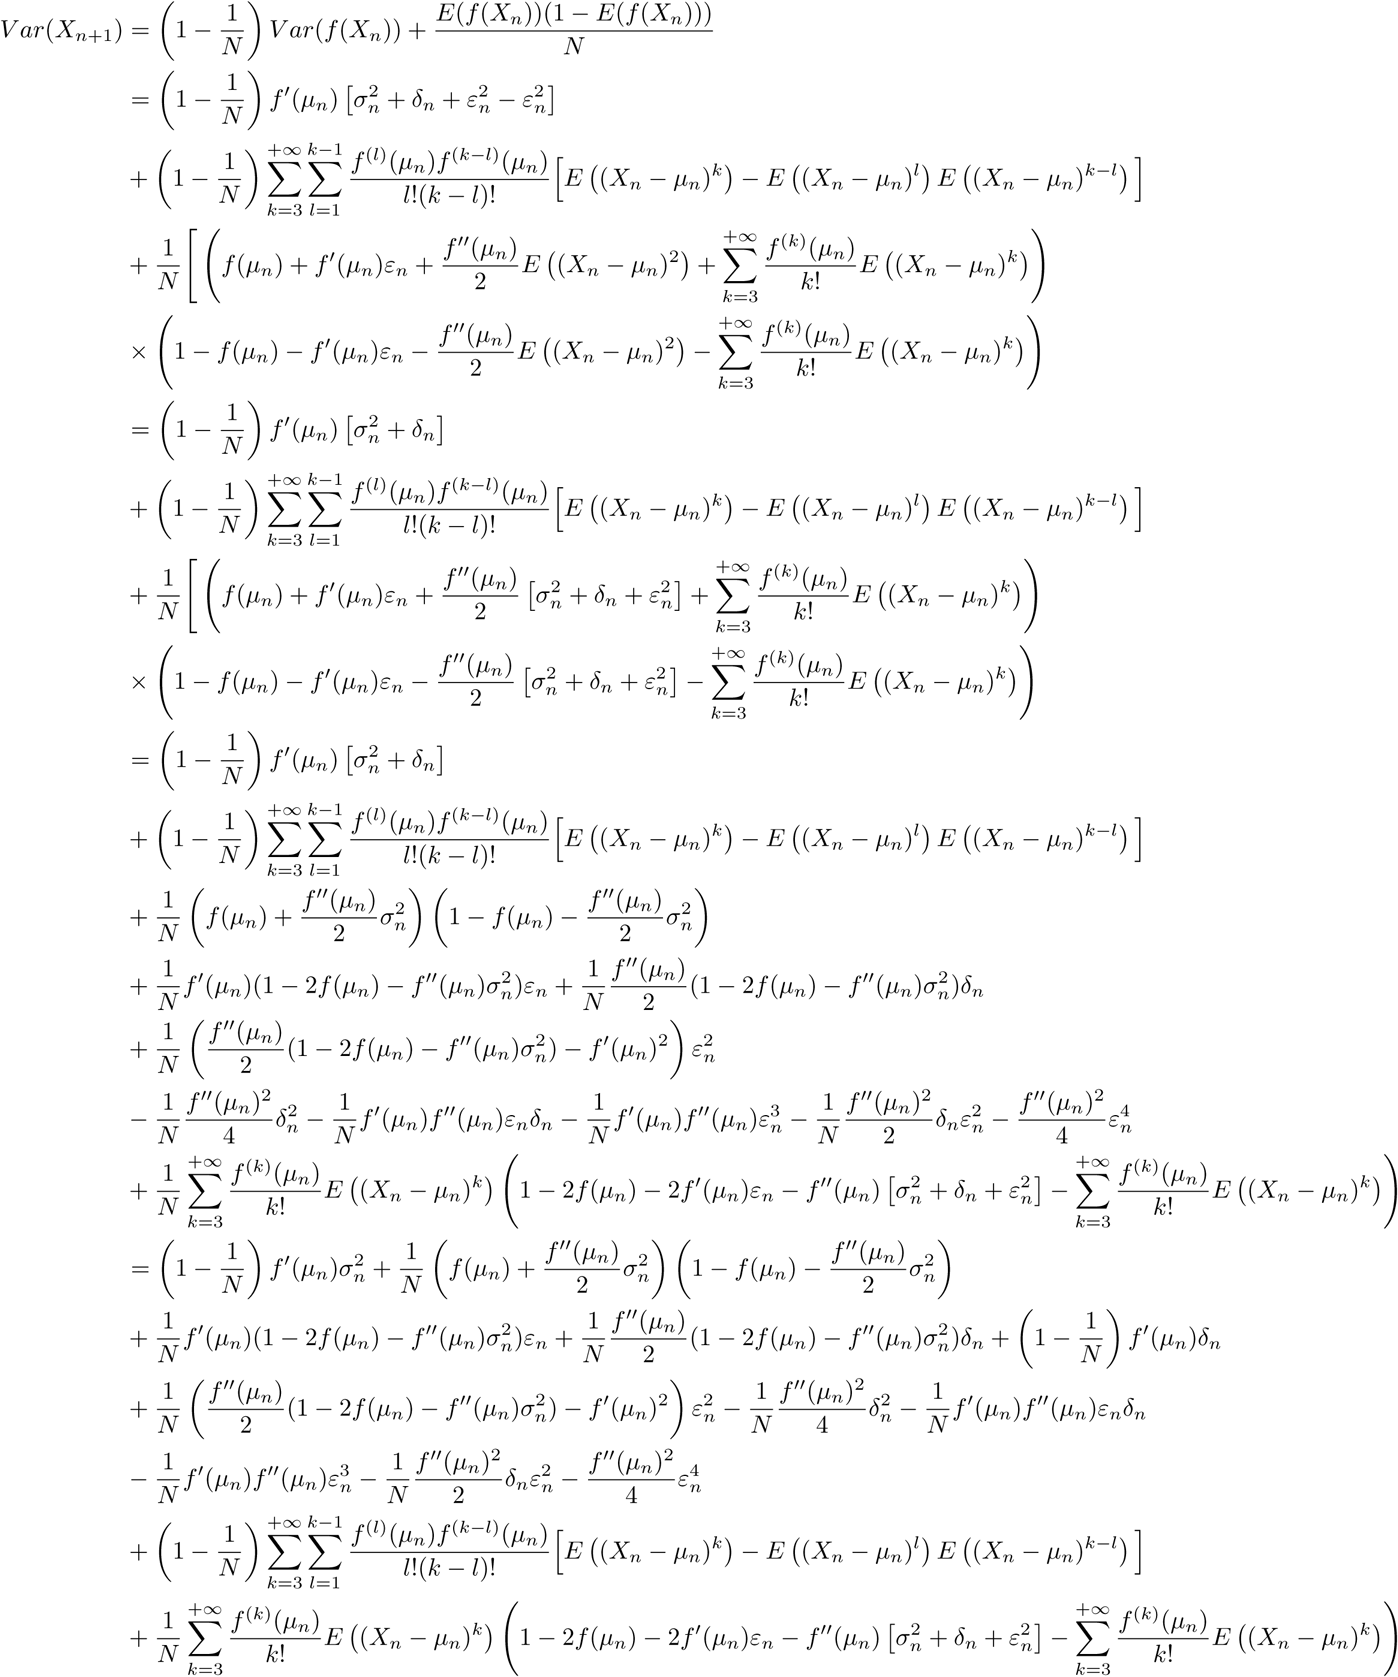 $Var(X_{n+1}) = \left(1 - \frac{1}{N}\right) Var(f(X_n)) + \frac{E(f(X_n))(1 - E(f(X_n)))}{N}$
$= \left(1 - \frac{1}{N}\right) f'(\mu_n) \left[\sigma_n^2 + \delta_n + \varepsilon_n^2 - \varepsilon_n^2\right]$
$+ \left(1 - \frac{1}{N}\right) \sum_{k=3}^{+\infty} \sum_{l=1}^{k-1} \frac{f^{(l)}(\mu_n) f^{(k-l)}(\mu_n)}{l!(k-l)!} \Big[ E\left((X_n - \mu_n)^k\right) - E\left((X_n - \mu_n)^l\right) E\left((X_n - \mu_n)^{k-l}\right) \Big]$
$+ \frac{1}{N} \Bigg[ \left( f(\mu_n) + f'(\mu_n)\varepsilon_n + \frac{f''(\mu_n)}{2} E\left((X_n - \mu_n)^2\right) + \sum_{k=3}^{+\infty} \frac{f^{(k)}(\mu_n)}{k!} E\left((X_n - \mu_n)^k\right) \right)$
$\times \left( 1 - f(\mu_n) - f'(\mu_n)\varepsilon_n - \frac{f''(\mu_n)}{2} E\left((X_n - \mu_n)^2\right) - \sum_{k=3}^{+\infty} \frac{f^{(k)}(\mu_n)}{k!} E\left((X_n - \mu_n)^k\right) \right)$
$= \left(1 - \frac{1}{N}\right) f'(\mu_n) \left[\sigma_n^2 + \delta_n\right]$
$+ \left(1 - \frac{1}{N}\right) \sum_{k=3}^{+\infty} \sum_{l=1}^{k-1} \frac{f^{(l)}(\mu_n) f^{(k-l)}(\mu_n)}{l!(k-l)!} \Big[ E\left((X_n - \mu_n)^k\right) - E\left((X_n - \mu_n)^l\right) E\left((X_n - \mu_n)^{k-l}\right) \Big]$
$+ \frac{1}{N} \Bigg[ \left( f(\mu_n) + f'(\mu_n)\varepsilon_n + \frac{f''(\mu_n)}{2} \left[\sigma_n^2 + \delta_n + \varepsilon_n^2\right] + \sum_{k=3}^{+\infty} \frac{f^{(k)}(\mu_n)}{k!} E\left((X_n - \mu_n)^k\right) \right)$
$\times \left( 1 - f(\mu_n) - f'(\mu_n)\varepsilon_n - \frac{f''(\mu_n)}{2} \left[\sigma_n^2 + \delta_n + \varepsilon_n^2\right] - \sum_{k=3}^{+\infty} \frac{f^{(k)}(\mu_n)}{k!} E\left((X_n - \mu_n)^k\right) \right)$
$= \left(1 - \frac{1}{N}\right) f'(\mu_n) \left[\sigma_n^2 + \delta_n\right]$
$+ \left(1 - \frac{1}{N}\right) \sum_{k=3}^{+\infty} \sum_{l=1}^{k-1} \frac{f^{(l)}(\mu_n) f^{(k-l)}(\mu_n)}{l!(k-l)!} \Big[ E\left((X_n - \mu_n)^k\right) - E\left((X_n - \mu_n)^l\right) E\left((X_n - \mu_n)^{k-l}\right) \Big]$
$+ \frac{1}{N} \left( f(\mu_n) + \frac{f''(\mu_n)}{2}\sigma_n^2 \right) \left( 1 - f(\mu_n) - \frac{f''(\mu_n)}{2}\sigma_n^2 \right)$
$+ \frac{1}{N} f'(\mu_n)(1 - 2f(\mu_n) - f''(\mu_n)\sigma_n^2)\varepsilon_n + \frac{1}{N} \frac{f''(\mu_n)}{2}(1 - 2f(\mu_n) - f''(\mu_n)\sigma_n^2)\delta_n$
$+ \frac{1}{N} \left( \frac{f''(\mu_n)}{2}(1 - 2f(\mu_n) - f''(\mu_n)\sigma_n^2) - f'(\mu_n)^2 \right) \varepsilon_n^2$
$- \frac{1}{N} \frac{f''(\mu_n)^2}{4}\delta_n^2 - \frac{1}{N} f'(\mu_n) f''(\mu_n)\varepsilon_n\delta_n - \frac{1}{N} f'(\mu_n) f''(\mu_n)\varepsilon_n^3 - \frac{1}{N} \frac{f''(\mu_n)^2}{2}\delta_n\varepsilon_n^2 - \frac{f''(\mu_n)^2}{4}\varepsilon_n^4$
$+ \frac{1}{N} \sum_{k=3}^{+\infty} \frac{f^{(k)}(\mu_n)}{k!} E\left((X_n - \mu_n)^k\right) \left( 1 - 2f(\mu_n) - 2f'(\mu_n)\varepsilon_n - f''(\mu_n) \left[\sigma_n^2 + \delta_n + \varepsilon_n^2\right] - \sum_{k=3}^{+\infty} \frac{f^{(k)}(\mu_n)}{k!} E\left((X_n - \mu_n)^k\right) \right)$
$= \left(1 - \frac{1}{N}\right) f'(\mu_n)\sigma_n^2 + \frac{1}{N} \left( f(\mu_n) + \frac{f''(\mu_n)}{2}\sigma_n^2 \right) \left( 1 - f(\mu_n) - \frac{f''(\mu_n)}{2}\sigma_n^2 \right)$
$+ \frac{1}{N} f'(\mu_n)(1 - 2f(\mu_n) - f''(\mu_n)\sigma_n^2)\varepsilon_n + \frac{1}{N} \frac{f''(\mu_n)}{2}(1 - 2f(\mu_n) - f''(\mu_n)\sigma_n^2)\delta_n + \left(1 - \frac{1}{N}\right) f'(\mu_n)\delta_n$
$+ \frac{1}{N} \left( \frac{f''(\mu_n)}{2}(1 - 2f(\mu_n) - f''(\mu_n)\sigma_n^2) - f'(\mu_n)^2 \right) \varepsilon_n^2 - \frac{1}{N} \frac{f''(\mu_n)^2}{4}\delta_n^2 - \frac{1}{N} f'(\mu_n) f''(\mu_n)\varepsilon_n\delta_n$
$- \frac{1}{N} f'(\mu_n) f''(\mu_n)\varepsilon_n^3 - \frac{1}{N} \frac{f''(\mu_n)^2}{2}\delta_n\varepsilon_n^2 - \frac{f''(\mu_n)^2}{4}\varepsilon_n^4$
$+ \left(1 - \frac{1}{N}\right) \sum_{k=3}^{+\infty} \sum_{l=1}^{k-1} \frac{f^{(l)}(\mu_n) f^{(k-l)}(\mu_n)}{l!(k-l)!} \Big[ E\left((X_n - \mu_n)^k\right) - E\left((X_n - \mu_n)^l\right) E\left((X_n - \mu_n)^{k-l}\right) \Big]$
$+ \frac{1}{N} \sum_{k=3}^{+\infty} \frac{f^{(k)}(\mu_n)}{k!} E\left((X_n - \mu_n)^k\right) \left( 1 - 2f(\mu_n) - 2f'(\mu_n)\varepsilon_n - f''(\mu_n) \left[\sigma_n^2 + \delta_n + \varepsilon_n^2\right] - \sum_{k=3}^{+\infty} \frac{f^{(k)}(\mu_n)}{k!} E\left((X_n - \mu_n)^k\right) \right)$